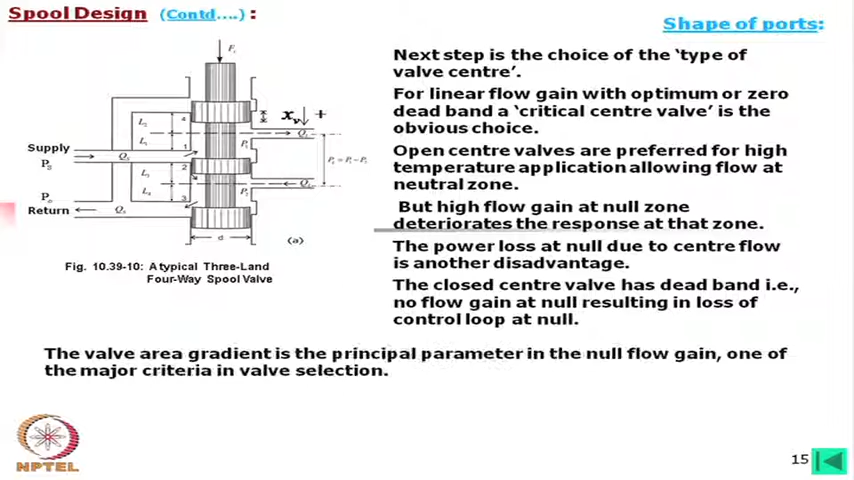 Spool Design (Contd....) :
Shape of ports:
Next step is the choice of the ‘type of
valve centre’.
For linear flow gain with optimum or zero
dead band a ‘critical centre valve’ is the
obvious choice.
Open centre valves are preferred for high
temperature application allowing flow at
neutral zone.
But high flow gain at null zone
deteriorates the response at that zone.
The power loss at null due to centre flow
is another disadvantage.
The closed centre valve has dead band i.e.,
no flow gain at null resulting in loss of
control loop at null.
Supply
Return
d
(a)
Fig. 10.39-10: A typical Three-Land
Four-Way Spool Valve
The valve area gradient is the principal parameter in the null flow gain, one of
the major criteria in valve selection.
NPTEL
15